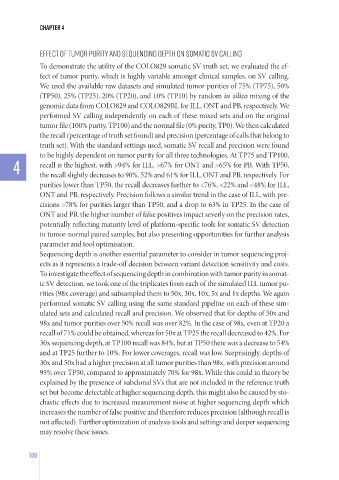 CHAPTER 4
EFFECT OF TUMOR PURITY AND SEQUENCING DEPTH ON SOMATIC SV CALLING
To demonstrate the utility of the COLO829 somatic SV truth set, we evaluated the ef-
fect of tumor purity, which is highly variable amongst clinical samples, on SV calling.
We used the available raw datasets and simulated tumor purities of 75% (TP75), 50%
(TP50), 25% (TP25), 20% (TP20), and 10% (TP10) by random in silico mixing of the
genomic data from COLO829 and COLO829BL for ILL, ONT and PB, respectively. We
performed SV calling independently on each of these mixed sets and on the original
tumor file (100% purity, TP100) and the normal file (0% purity, TP0). We then calculated
the recall (percentage of truth set found) and precision (percentage of calls that belong to
truth set). With the standard settings used, somatic SV recall and precision were found
to be highly dependent on tumor purity for all three technologies. At TP75 and TP100,
recall is the highest, with >94% for ILL, >67% for ONT and >65% for PB. With TP50,
the recall slightly decreases to 90%, 52% and 61% for ILL, ONT and PB, respectively. For
purities lower than TP50, the recall decreases further to <76%, <22% and <48% for ILL,
ONT and PB, respectively. Precision follows a similar trend in the case of ILL, with pre-
cisions >78% for purities larger than TP50, and a drop to 63% in TP25. In the case of
ONT and PB, the higher number of false positives impact severly on the precision rates,
potentially reflecting maturity level of platform-specific tools for somatic SV detection
in tumor-normal paired samples, but also presenting opportunities for further analysis
parameter and tool optimisation.
Sequencing depth is another essential parameter to consider in tumor sequencing proj-
ects as it represents a trade-off decision between variant detection sensitivity and costs.
To investigate the effect of sequencing depth in combination with tumor purity in somat-
ic SV detection, we took one of the triplicates from each of the simulated ILL tumor pu-
rities (98x coverage) and subsampled them to 50x, 30x, 10x, 5x and 1x depths. We again
performed somatic SV calling using the same standard pipeline on each of these sim-
ulated sets and calculated recall and precision. We observed that for depths of 50x and
98x and tumor purities over 50% recall was over 82%. In the case of 98x, even at TP20 a
recall of 71% could be obtained, whereas for 50x at TP25 the recall decreased to 42%. For
30x sequencing depth, at TP100 recall was 84%, but at TP50 there was a decrease to 54%
and at TP25 further to 10%. For lower coverages, recall was low. Surprisingly, depths of
30x and 50x had a higher precision at all tumor purities than 98x, with precision around
95% over TP50, compared to approximately 70% for 98x. While this could in theory be
explained by the presence of subclonal SVs that are not included in the reference truth
set but become detectable at higher sequencing depth, this might also be caused by sto-
chastic effects due to increased measurement noise at higher sequencing depth which
increases the number of false positive and therefore reduces precision (although recall is
not affected). Further optimization of analysis tools and settings and deeper sequencing
may resolve these issues.
4
100